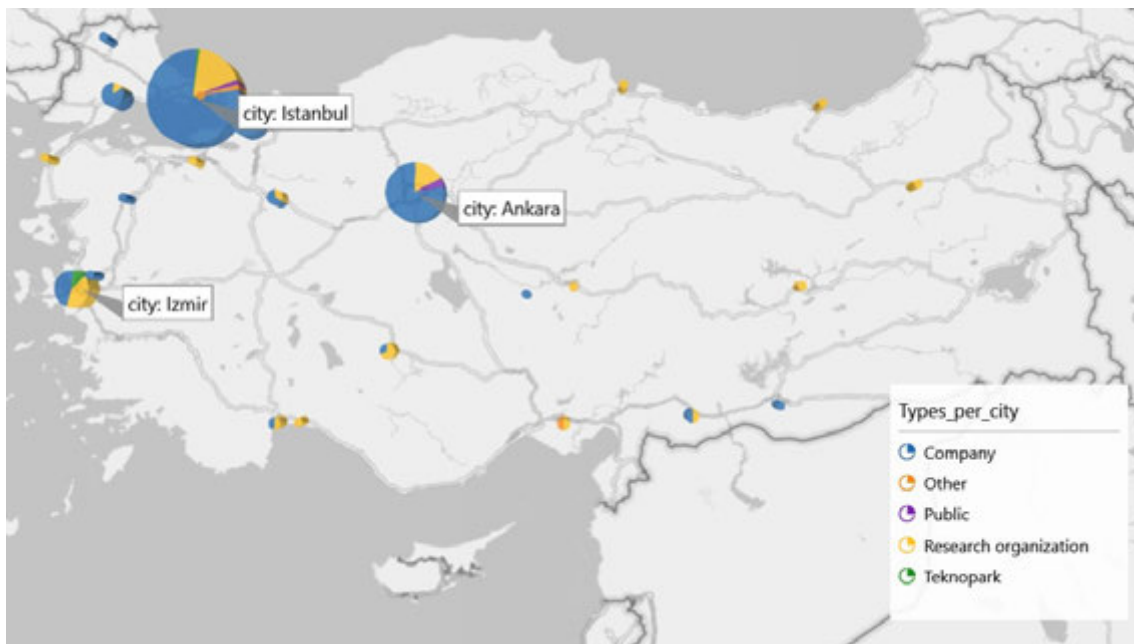 city: Istanbul
city: Ankara
city: Izmir
Types_per_city
Company
Other
Public
Research organization
Teknopark